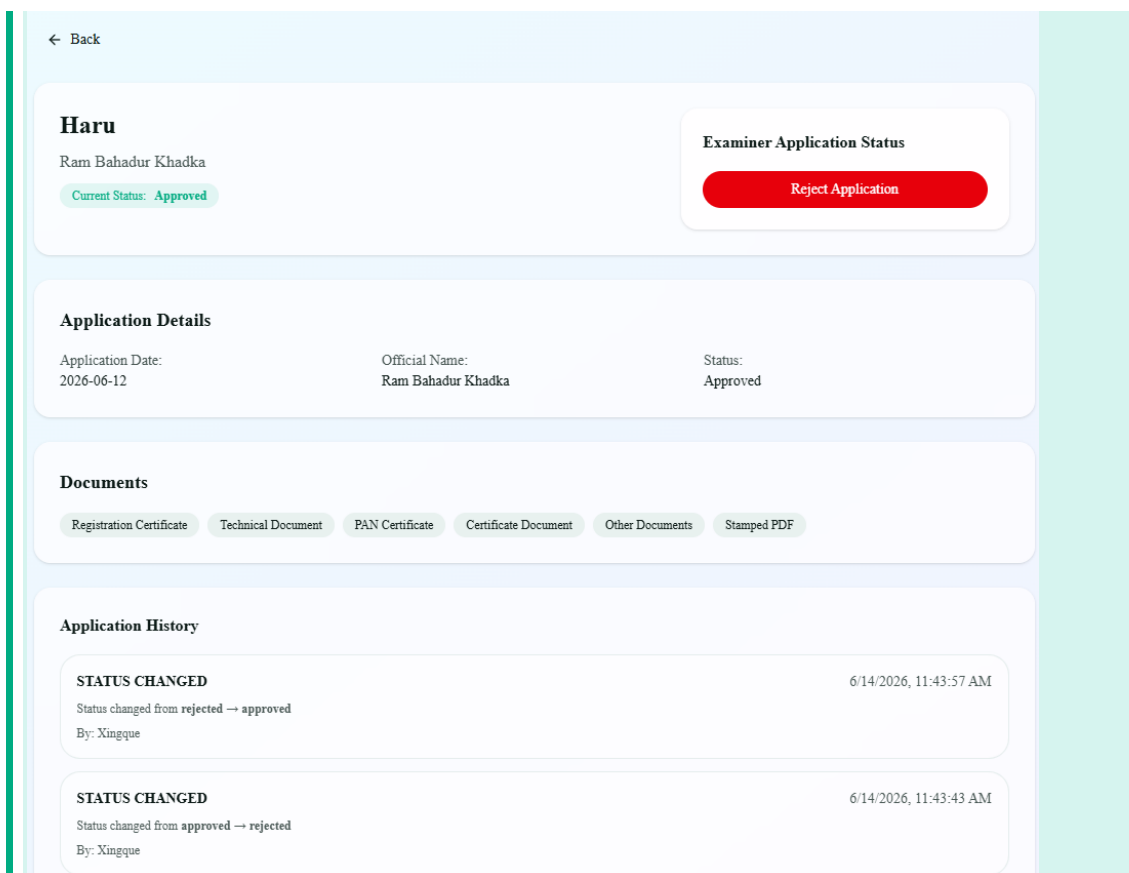 ← Back
Haru
Ram Bahadur Khadka
Current Status: Approved
Examiner Application Status
Reject Application
Application Details
Application Date:
2026-06-12
Official Name:
Ram Bahadur Khadka
Status:
Approved
Documents
Registration Certificate Technical Document PAN Certificate Certificate Document Other Documents Stamped PDF
Application History
STATUS CHANGED 6/14/2026, 11:43:57 AM
Status changed from rejected → approved
By: Xingque
STATUS CHANGED 6/14/2026, 11:43:43 AM
Status changed from approved → rejected
By: Xingque